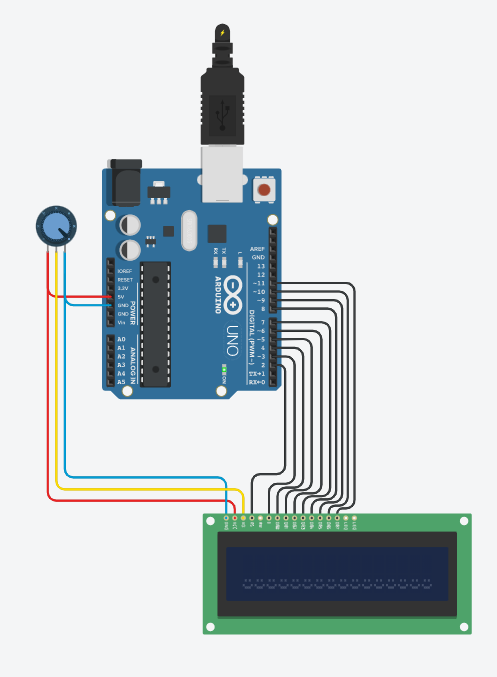 RX
TX
L
AREF
GND
13
12
~11
~10
~9
8
7
~6
~5
4
~3
2
TX→1
RX←0
DIGITAL (PWM~)
IOREF
RESET
3.3V
5V
GND
GND
Vin
POWER
A0
A1
A2
A3
A4
A5
ANALOG IN
ARDUINO
UNO
ON